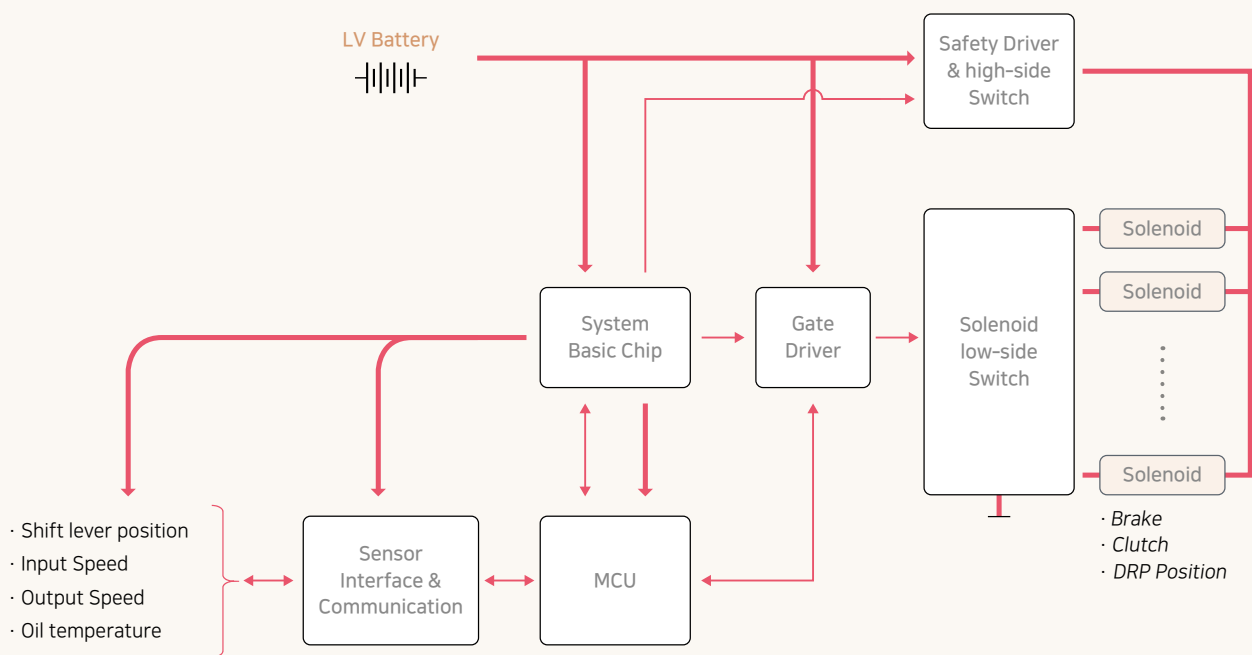 LV Battery
Safety Driver
& high-side
Switch
Solenoid
Solenoid
System
Basic Chip
Gate
Driver
Solenoid
low-side
Switch
Solenoid
· Brake
· Clutch
· DRP Position
· Shift lever position
· Input Speed
· Output Speed
· Oil temperature
Sensor
Interface &
Communication
MCU